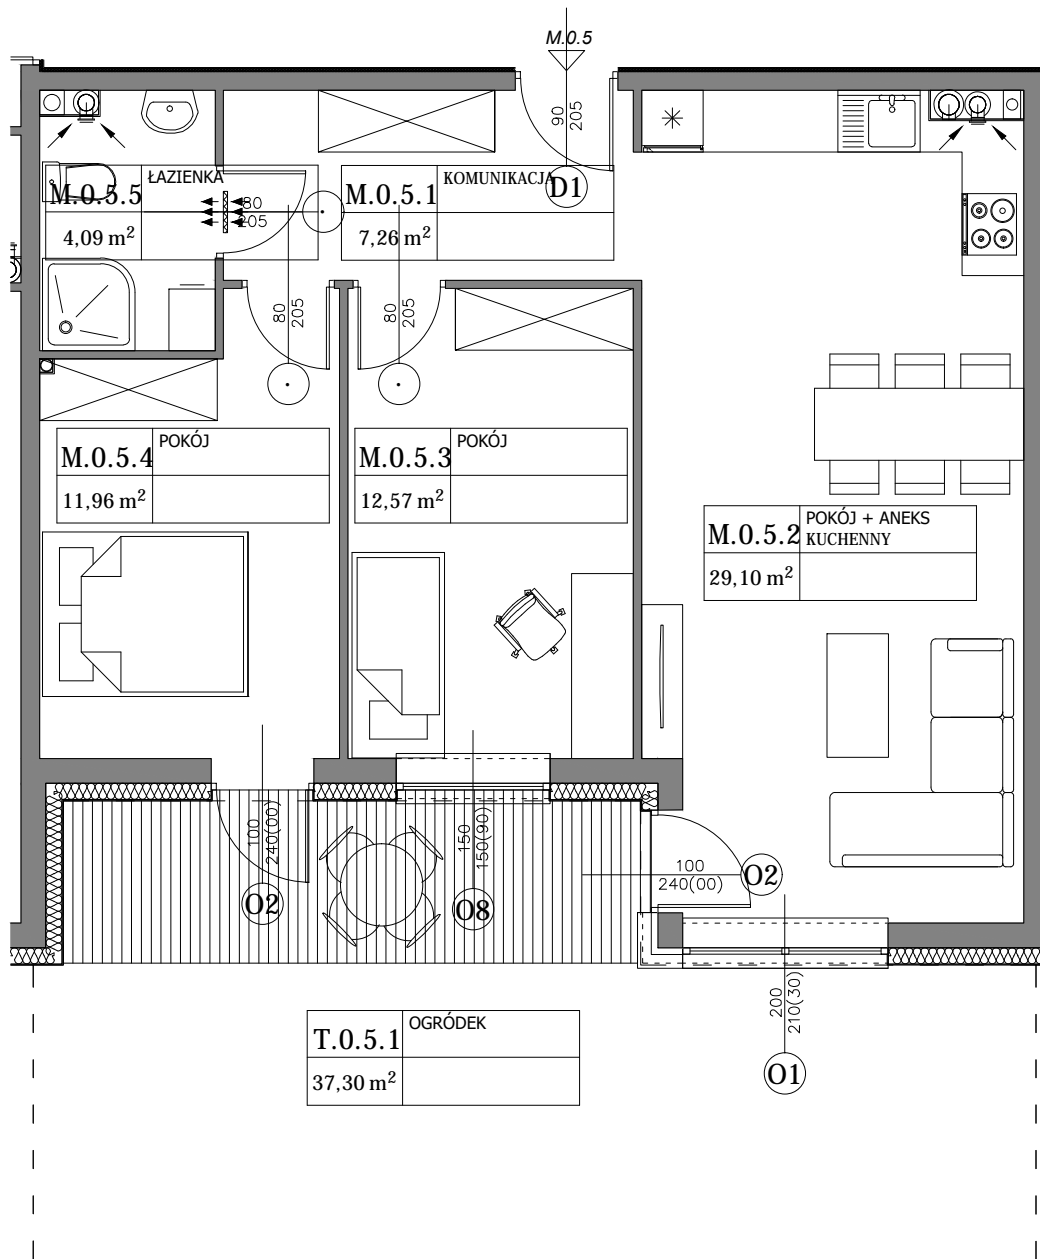 M.0.5
90
205
D1
M.0.5.5
ŁAZIENKA
4,09 m²
80
205
M.0.5.1
KOMUNIKACJA
7,26 m²
80
205
80
205
M.0.5.4
POKÓJ
11,96 m²
M.0.5.3
POKÓJ
12,57 m²
M.0.5.2
POKÓJ + ANEKS
KUCHENNY
29,10 m²
100
240(00)
O2
150
150(90)
O8
100
240(00)
O2
200
210(30)
O1
T.0.5.1
OGRÓDEK
37,30 m²